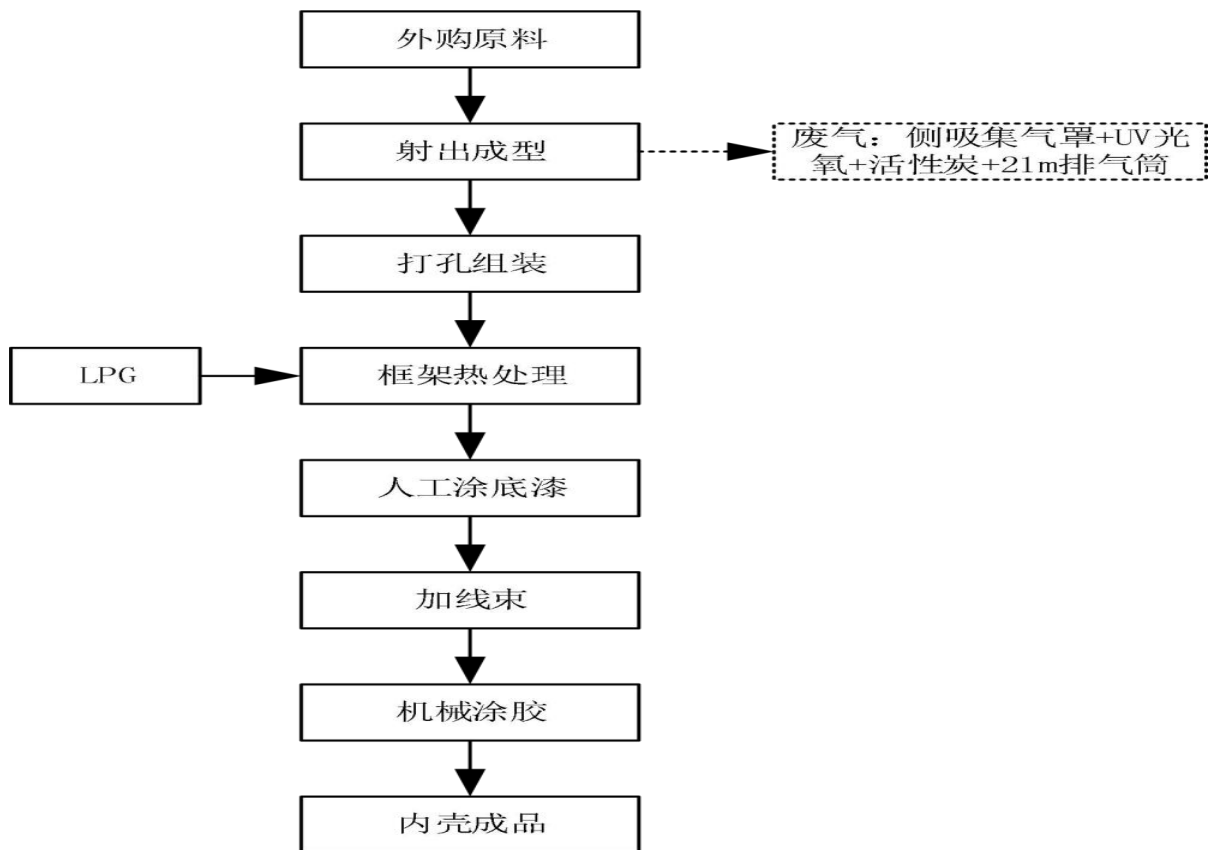 外购原料
射出成型
废气: 侧吸集气罩+UV光
氧+活性炭+21m排气筒
打孔组装
LPG
框架热处理
人工涂底漆
加线束
机械涂胶
内壳成品